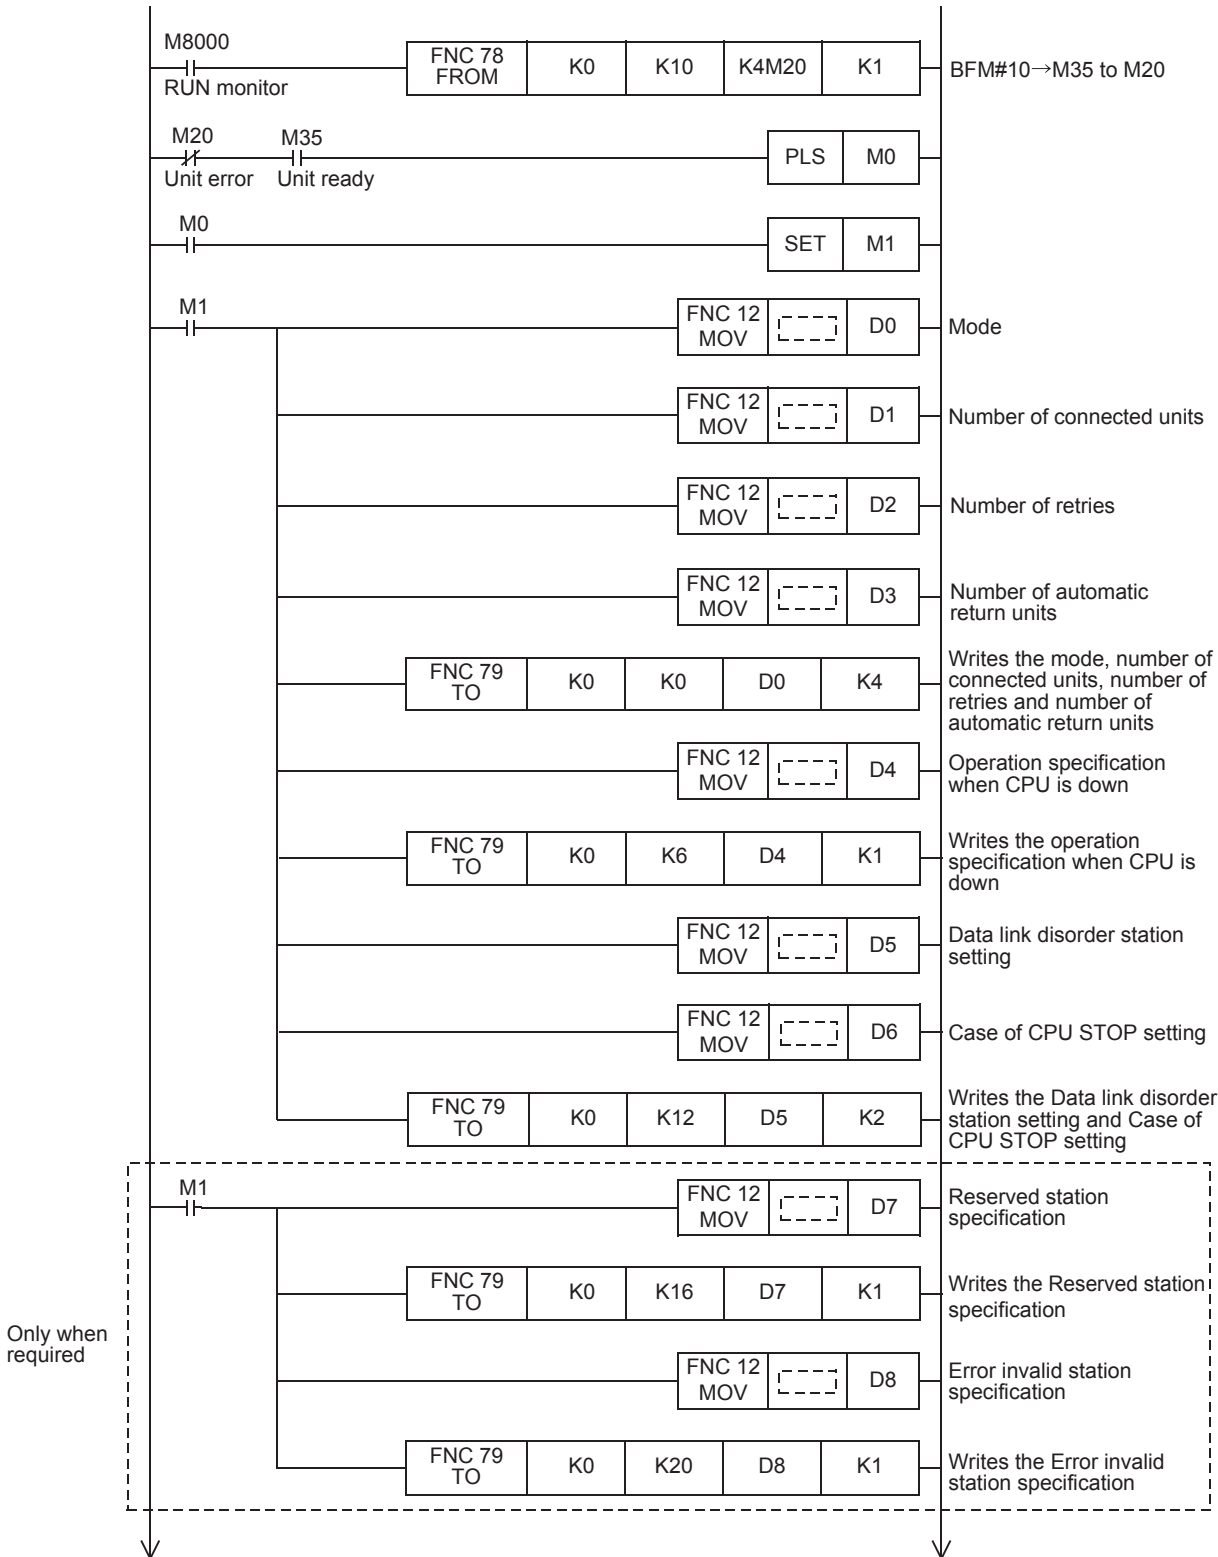 M8000
RUN monitor
FNC 78
FROM
K0
K10
K4M20
K1
BFM#10→M35 to M20
M20
Unit error
M35
Unit ready
PLS
M0
M0
SET
M1
M1
FNC 12
MOV
D0
Mode
FNC 12
MOV
D1
Number of connected units
FNC 12
MOV
D2
Number of retries
FNC 12
MOV
D3
Number of automatic
return units
FNC 79
TO
K0
K0
D0
K4
Writes the mode, number of
connected units, number of
retries and number of
automatic return units
FNC 12
MOV
D4
Operation specification
when CPU is down
FNC 79
TO
K0
K6
D4
K1
Writes the operation
specification when CPU is
down
FNC 12
MOV
D5
Data link disorder station
setting
FNC 12
MOV
D6
Case of CPU STOP setting
FNC 79
TO
K0
K12
D5
K2
Writes the Data link disorder
station setting and Case of
CPU STOP setting
Only when
required
M1
FNC 12
MOV
D7
Reserved station
specification
FNC 79
TO
K0
K16
D7
K1
Writes the Reserved station
specification
FNC 12
MOV
D8
Error invalid station
specification
FNC 79
TO
K0
K20
D8
K1
Writes the Error invalid
station specification